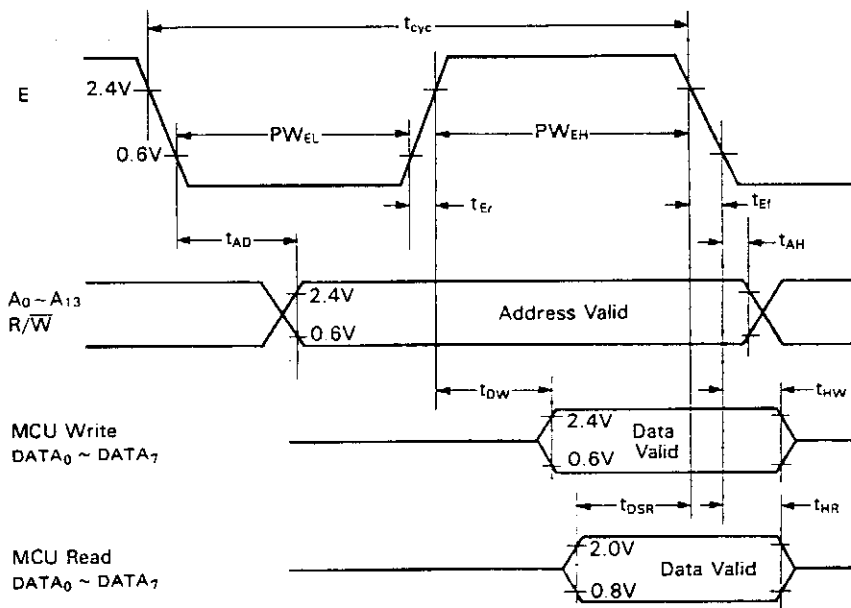 tcyc
E
2.4V
PWEL
PWEH
0.6V
tEr
tEf
tAD
tAH
A0 ~ A13
R/W̅
2.4V
Address Valid
0.6V
tDW
tHW
MCU Write
DATA0 ~ DATA7
2.4V
Data
Valid
0.6V
tDSR
tHR
MCU Read
DATA0 ~ DATA7
2.0V
Data Valid
0.8V